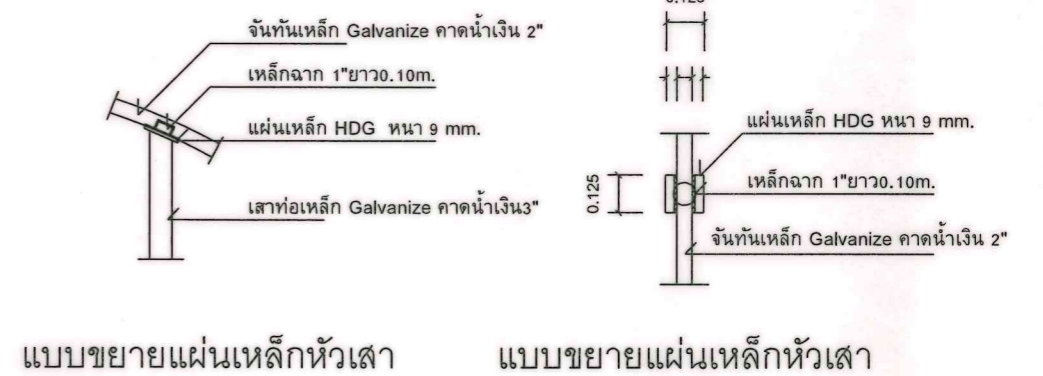 จันทันเหล็ก Galvanize คาดน้ำเงิน 2"
เหล็กฉาก 1"ยาว0.10m.
แผ่นเหล็ก HDG หนา 9 mm.
เสาท่อเหล็ก Galvanize คาดน้ำเงิน3"
แบบขยายแผ่นเหล็กหัวเสา
0.125
แผ่นเหล็ก HDG หนา 9 mm.
0.125
เหล็กฉาก 1"ยาว0.10m.
จันทันเหล็ก Galvanize คาดน้ำเงิน 2"
แบบขยายแผ่นเหล็กหัวเสา